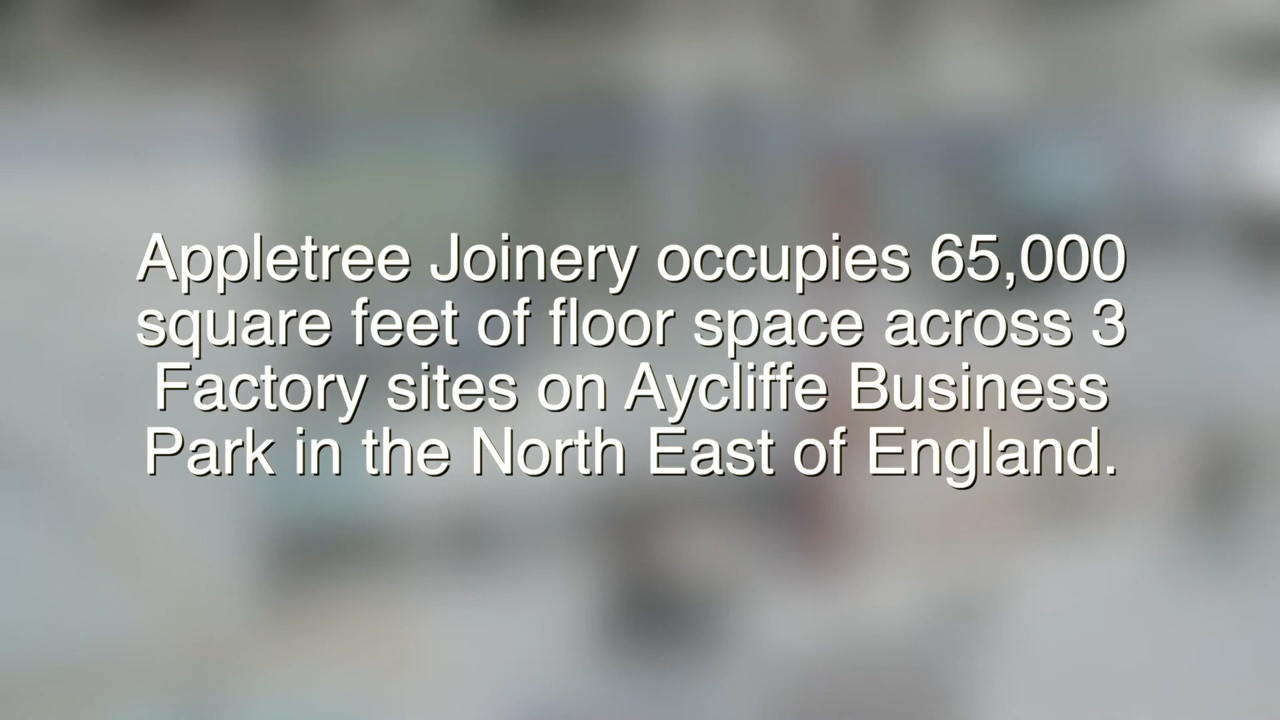 Appletree Joinery occupies 65,000
square feet of floor space across 3
Factory sites on Aycliffe Business
Park in the North East of England.